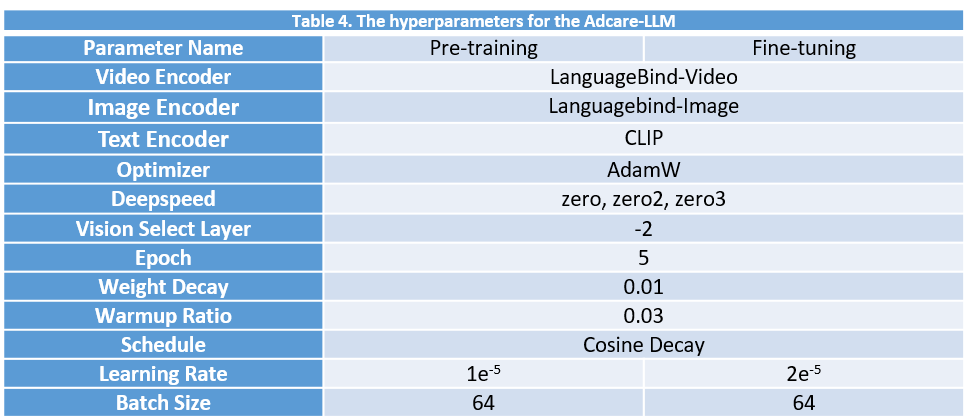 Table 4. The hyperparameters for the Adcare-LLM
Parameter Name Pre-training Fine-tuning
Video Encoder LanguageBind-Video
Image Encoder Languagebind-Image
Text Encoder CLIP
Optimizer AdamW
Deepspeed zero, zero2, zero3
Vision Select Layer -2
Epoch 5
Weight Decay 0.01
Warmup Ratio 0.03
Schedule Cosine Decay
Learning Rate 1e⁻⁵ 2e⁻⁵
Batch Size 64 64